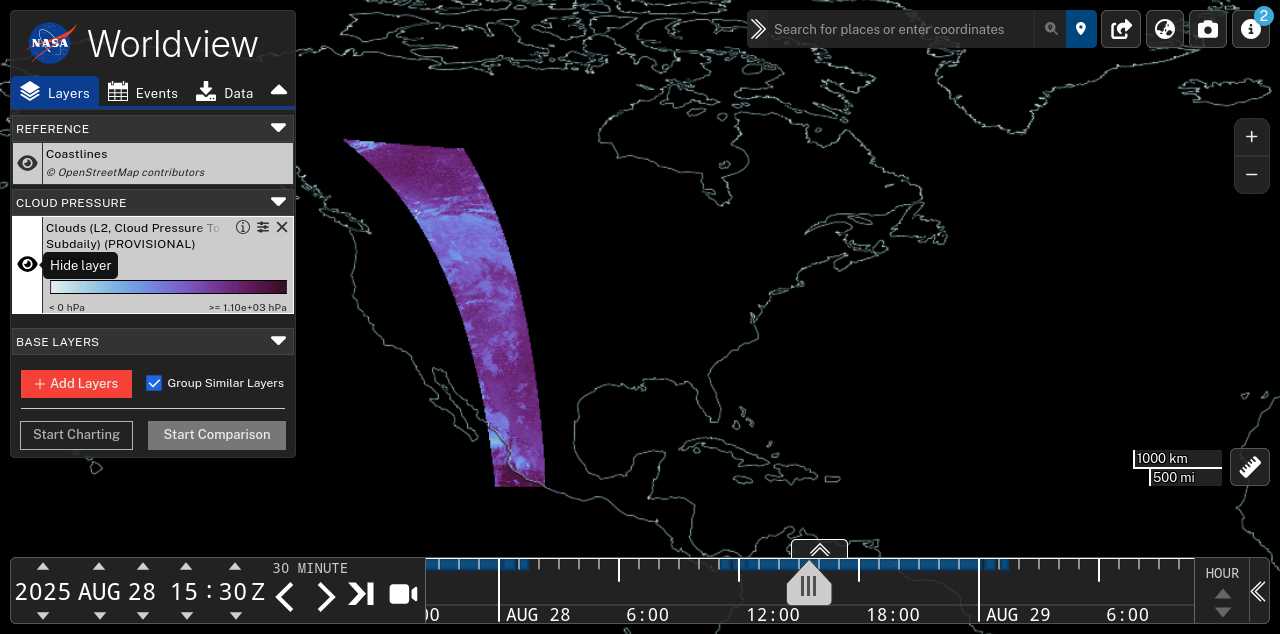 NASA
Worldview
Layers
Events
Data
REFERENCE
Coastlines
© OpenStreetMap contributors
CLOUD PRESSURE
Clouds (L2, Cloud Pressure To
Subdaily) (PROVISIONAL)
Hide layer
< 0 hPa
>= 1.10e+03 hPa
BASE LAYERS
+ Add Layers
Group Similar Layers
Start Charting
Start Comparison
Search for places or enter coordinates
2
+
−
1000 km
500 mi
2025 AUG 28 15 : 30 Z
30 MINUTE
AUG 28
6:00
12:00
18:00
AUG 29
6:00
HOUR